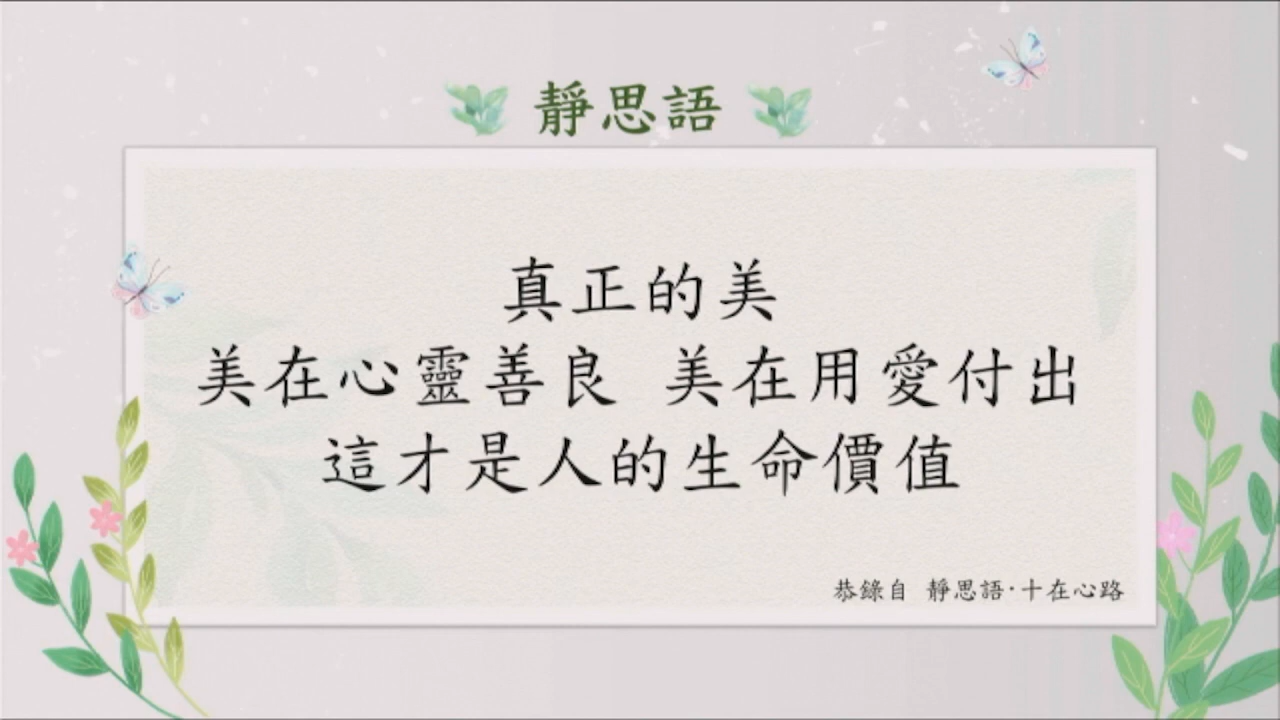 靜思語
真正的美
美在心靈善良 美在用愛付出
這才是人的生命價值
恭錄自 靜思語·十在心路